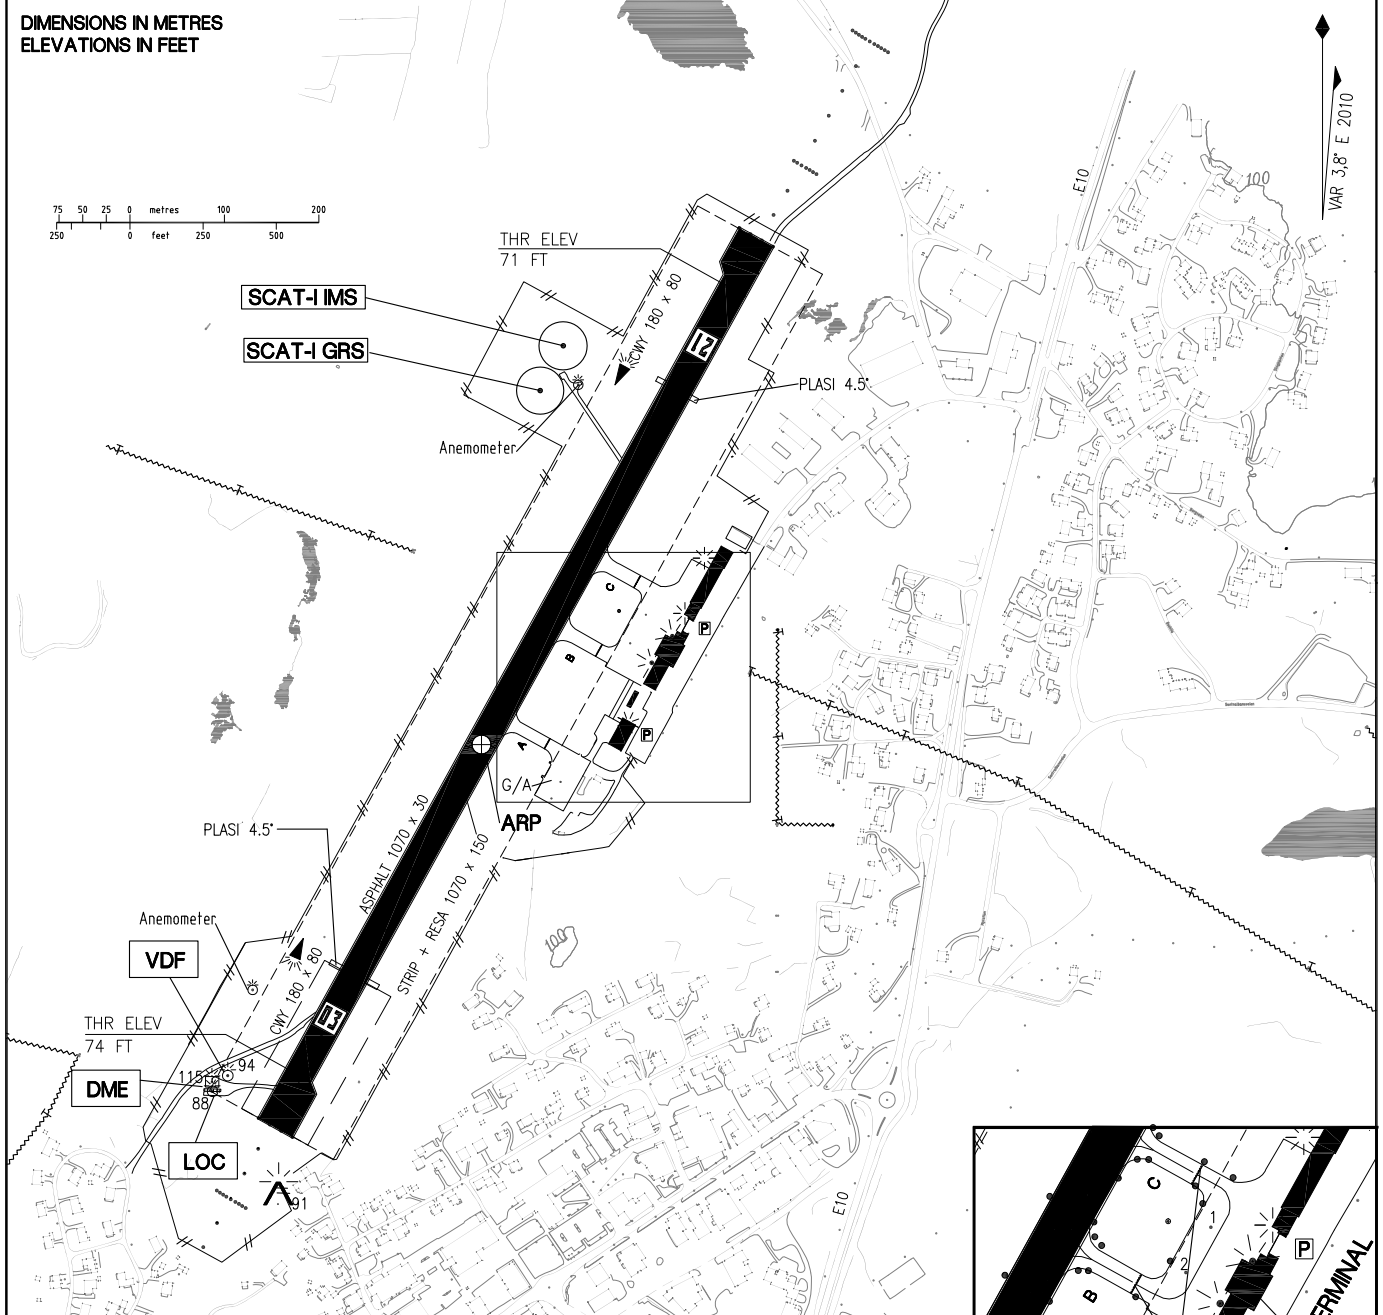 DIMENSIONS IN METRES
ELEVATIONS IN FEET
VAR 3,8° E 2010
E10
100
75 50 25 0 metres 100 200
250 0 feet 250 500
THR ELEV
71 FT
SCAT-I IMS
SCAT-I GRS
CWY 180 x 80
12
PLASI 4.5°
Anemometer
C
P
B
P
A
G/A
ARP
ASPHALT 1070 x 30
PLASI 4.5°
STRIP + RESA 1070 x 150
Anemometer
100
VDF
CWY 180 x 80
THR ELEV
74 FT
94
115
DME
88
LOC
91
E10
C
1
2
P
B
ERMINAL